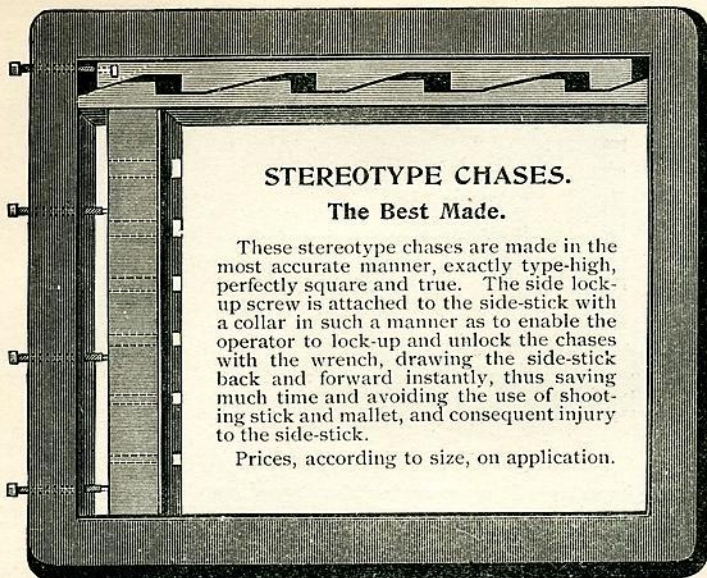 STEREOTYPE CHASES.
The Best Made.
These stereotype chases are made in the
most accurate manner, exactly type-high,
perfectly square and true. The side lock-
up screw is attached to the side-stick with
a collar in such a manner as to enable the
operator to lock-up and unlock the chases
with the wrench, drawing the side-stick
back and forward instantly, thus saving
much time and avoiding the use of shoot-
ing stick and mallet, and consequent injury
to the side-stick.
Prices, according to size, on application.